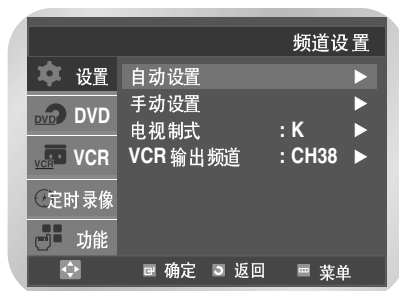 频道设置
设置
自动设置 ▶
手动设置 ▶
DVD DVD
电视制式 : K ▶
VCR VCR
VCR 输出频道 : CH38 ▶
定时录像
功能
确定 返回 菜单